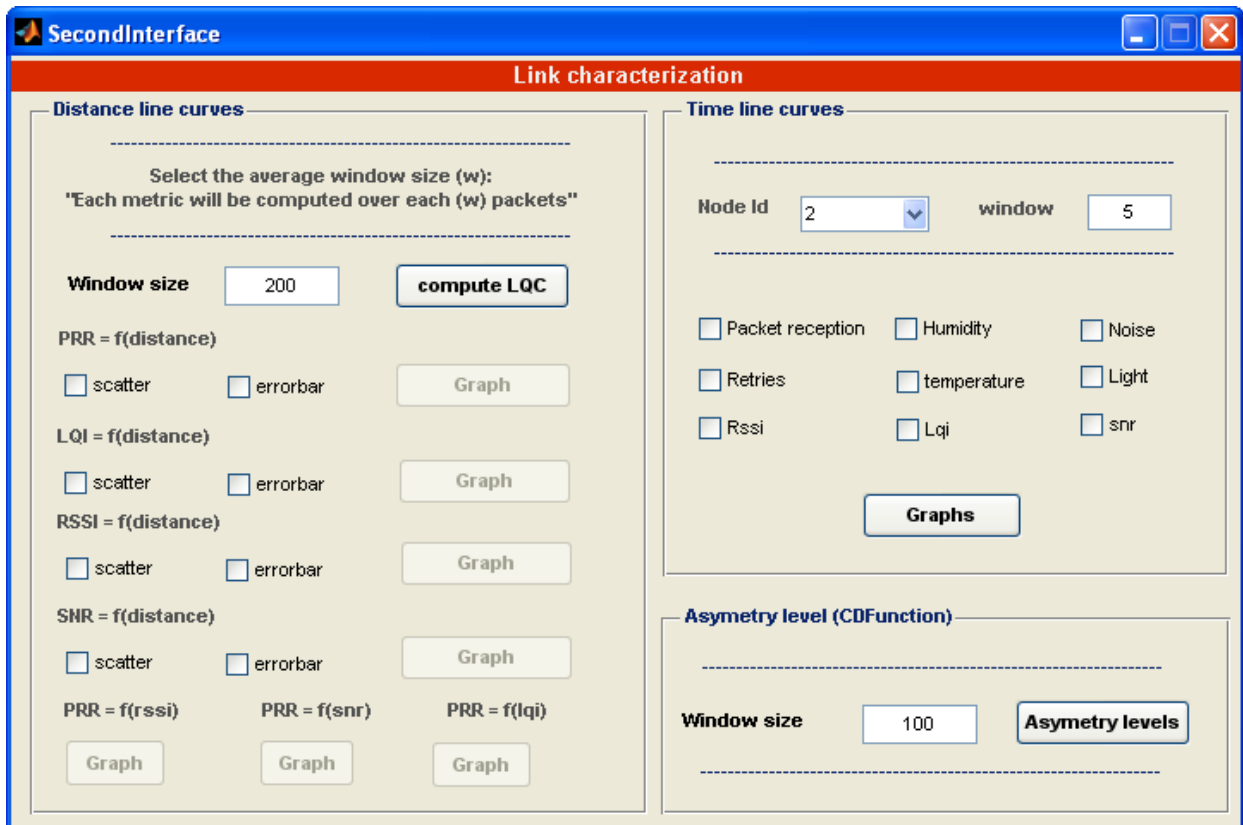 SecondInterface
Link characterization
Distance line curves
Select the average window size (w):
"Each metric will be computed over each (w) packets"
Window size 200 compute LQC
PRR = f(distance)
scatter errorbar Graph
LQI = f(distance)
scatter errorbar Graph
RSSI = f(distance)
scatter errorbar Graph
SNR = f(distance)
scatter errorbar Graph
PRR = f(rssi) PRR = f(snr) PRR = f(lqi)
Graph Graph Graph
Time line curves
Node Id 2 window 5
Packet reception Humidity Noise
Retries temperature Light
Rssi Lqi snr
Graphs
Asymetry level (CDFunction)
Window size 100 Asymetry levels